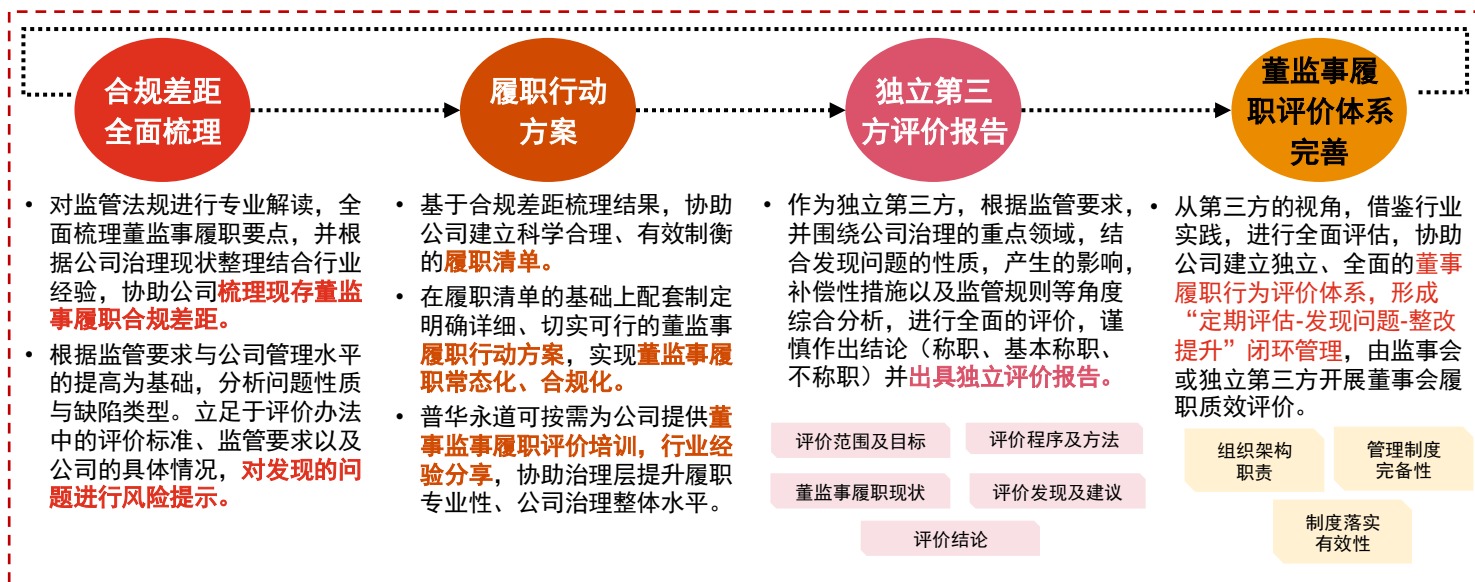 合规差距
全面梳理
履职行动
方案
独立第三
方评价报告
董监事履
职评价体系
完善
• 对监管法规进行专业解读，全
面梳理董监事履职要点，并根
据公司治理现状整理结合行业
经验，协助公司梳理现存董监
事履职合规差距。
• 根据监管要求与公司管理水平
的提高为基础，分析问题性质
与缺陷类型。立足于评价办法
中的评价标准、监管要求以及
公司的具体情况，对发现的问
题进行风险提示。
• 基于合规差距梳理结果，协助
公司建立科学合理、有效制衡
的履职清单。
• 在履职清单的基础上配套制定
明确详细、切实可行的董监事
履职行动方案，实现董监事履
职常态化、合规化。
• 普华永道可按需为公司提供董
事监事履职评价培训，行业经
验分享，协助治理层提升履职
专业性、公司治理整体水平。
• 作为独立第三方，根据监管要求，
并围绕公司治理的重点领域，结
合发现问题的性质，产生的影响，
补偿性措施以及监管规则等角度
综合分析，进行全面的评价，谨
慎作出结论（称职、基本称职、
不称职）并出具独立评价报告。
评价范围及目标
评价程序及方法
董监事履职现状
评价发现及建议
评价结论
• 从第三方的视角，借鉴行业
实践，进行全面评估，协助
公司建立独立、全面的董事
履职行为评价体系，形成
“定期评估-发现问题-整改
提升”闭环管理，由监事会
或独立第三方开展董事会履
职质效评价。
组织架构
职责
管理制度
完备性
制度落实
有效性